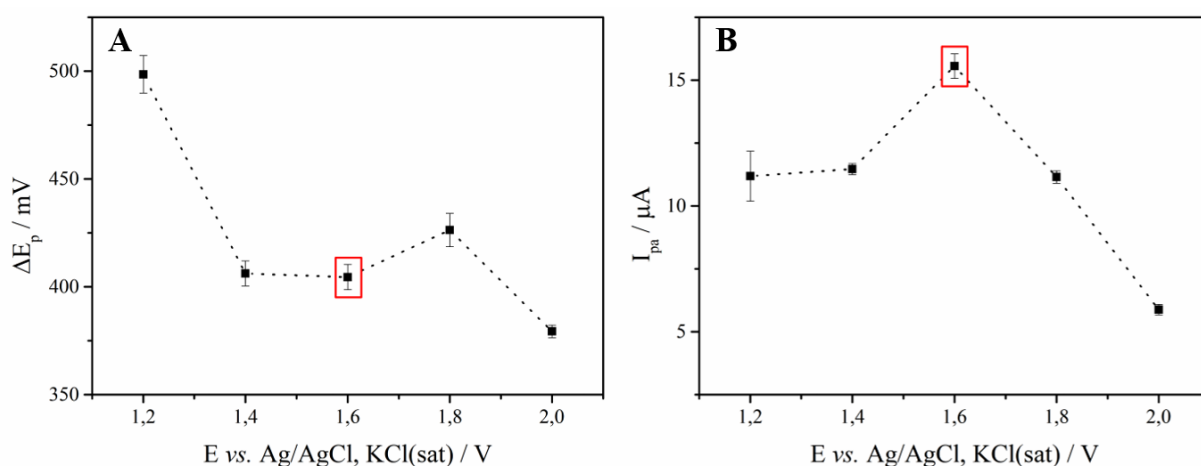 A
ΔEp / mV
500
450
400
350
1,2 1,4 1,6 1,8 2,0
E vs. Ag/AgCl, KCl(sat) / V
B
Ipa / μA
15
10
5
1,2 1,4 1,6 1,8 2,0
E vs. Ag/AgCl, KCl(sat) / V